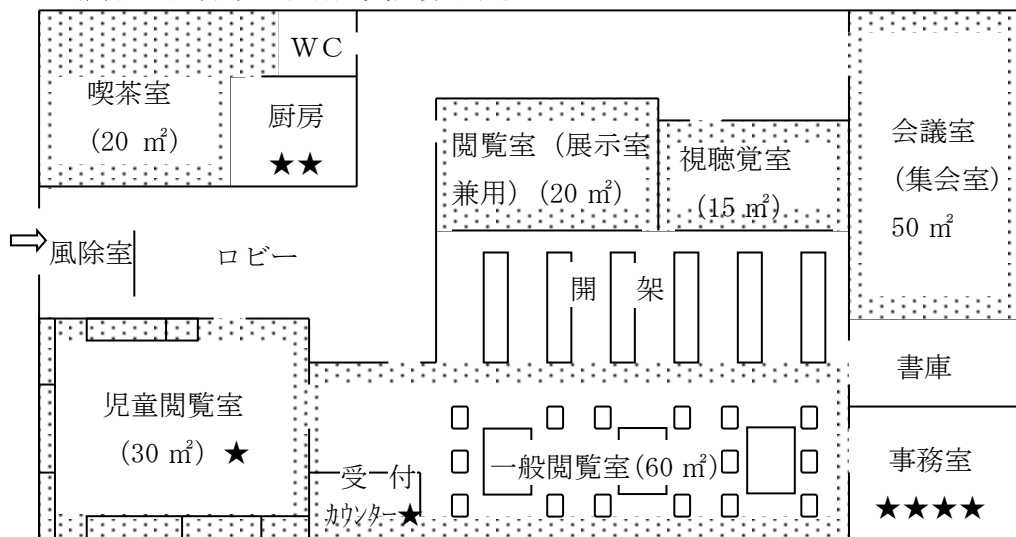 WC
喫茶室
(20 ㎡)
厨房
★★
閲覧室（展示室
兼用）(20 ㎡)
視聴覚室
(15 ㎡)
会議室
(集会室)
50 ㎡
風除室
ロビー
開　架
書庫
児童閲覧室
(30 ㎡) ★
一般閲覧室(60 ㎡)
受　付
カウンター★
事務室
★★★★